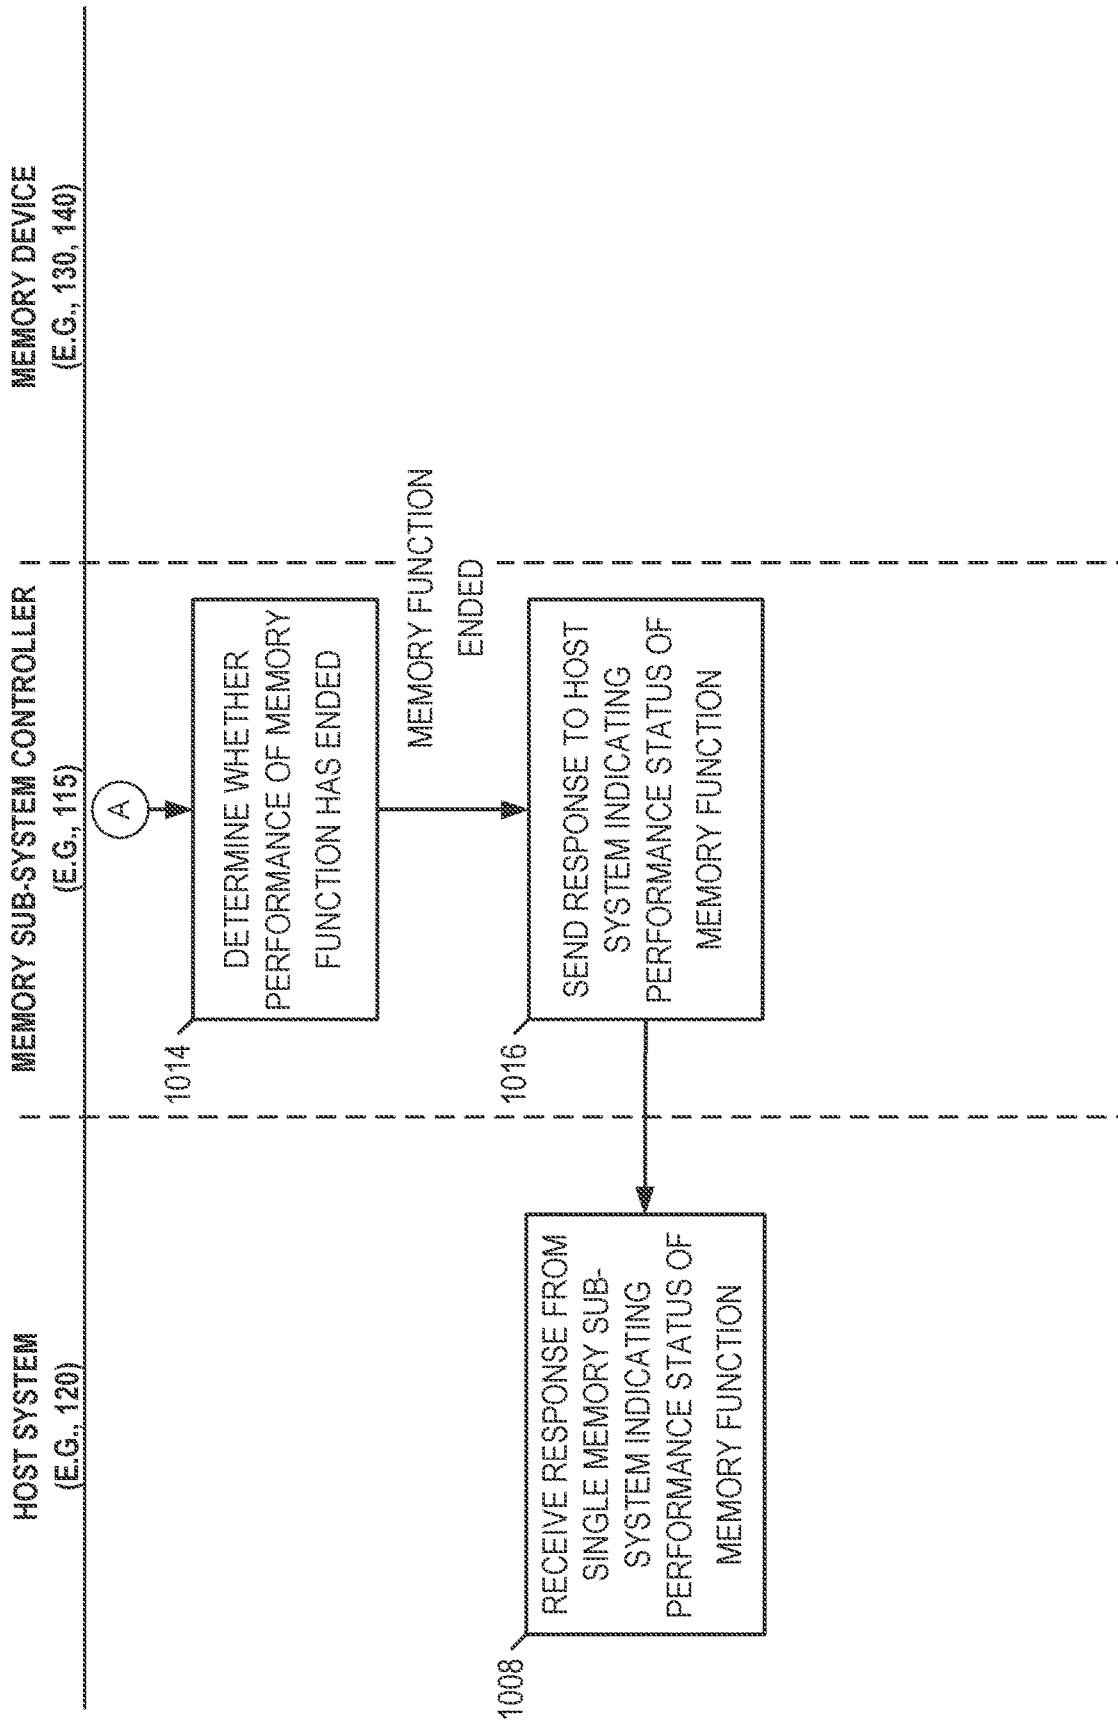 HOST SYSTEM
(E.G., 120)
MEMORY SUB-SYSTEM CONTROLLER
(E.G., 115)
MEMORY DEVICE
(E.G., 130, 140)
A
1014
DETERMINE WHETHER
PERFORMANCE OF MEMORY
FUNCTION HAS ENDED
MEMORY FUNCTION
ENDED
1016
SEND RESPONSE TO HOST
SYSTEM INDICATING
PERFORMANCE STATUS OF
MEMORY FUNCTION
1008
RECEIVE RESPONSE FROM
SINGLE MEMORY SUB-
SYSTEM INDICATING
PERFORMANCE STATUS OF
MEMORY FUNCTION